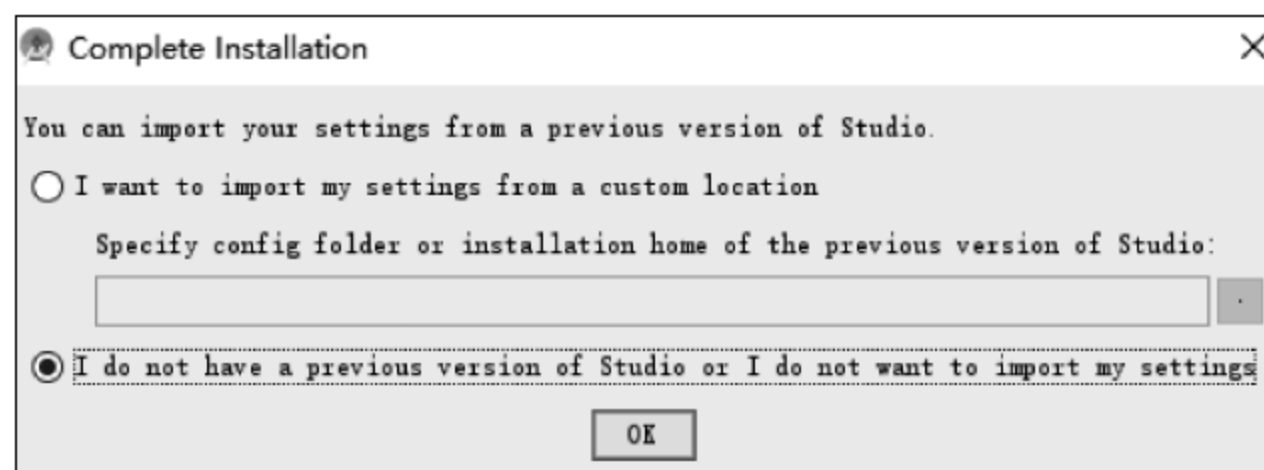 Complete Installation
You can import your settings from a previous version of Studio.
I want to import my settings from a custom location
Specify config folder or installation home of the previous version of Studio:
I do not have a previous version of Studio or I do not want to import my settings
OK